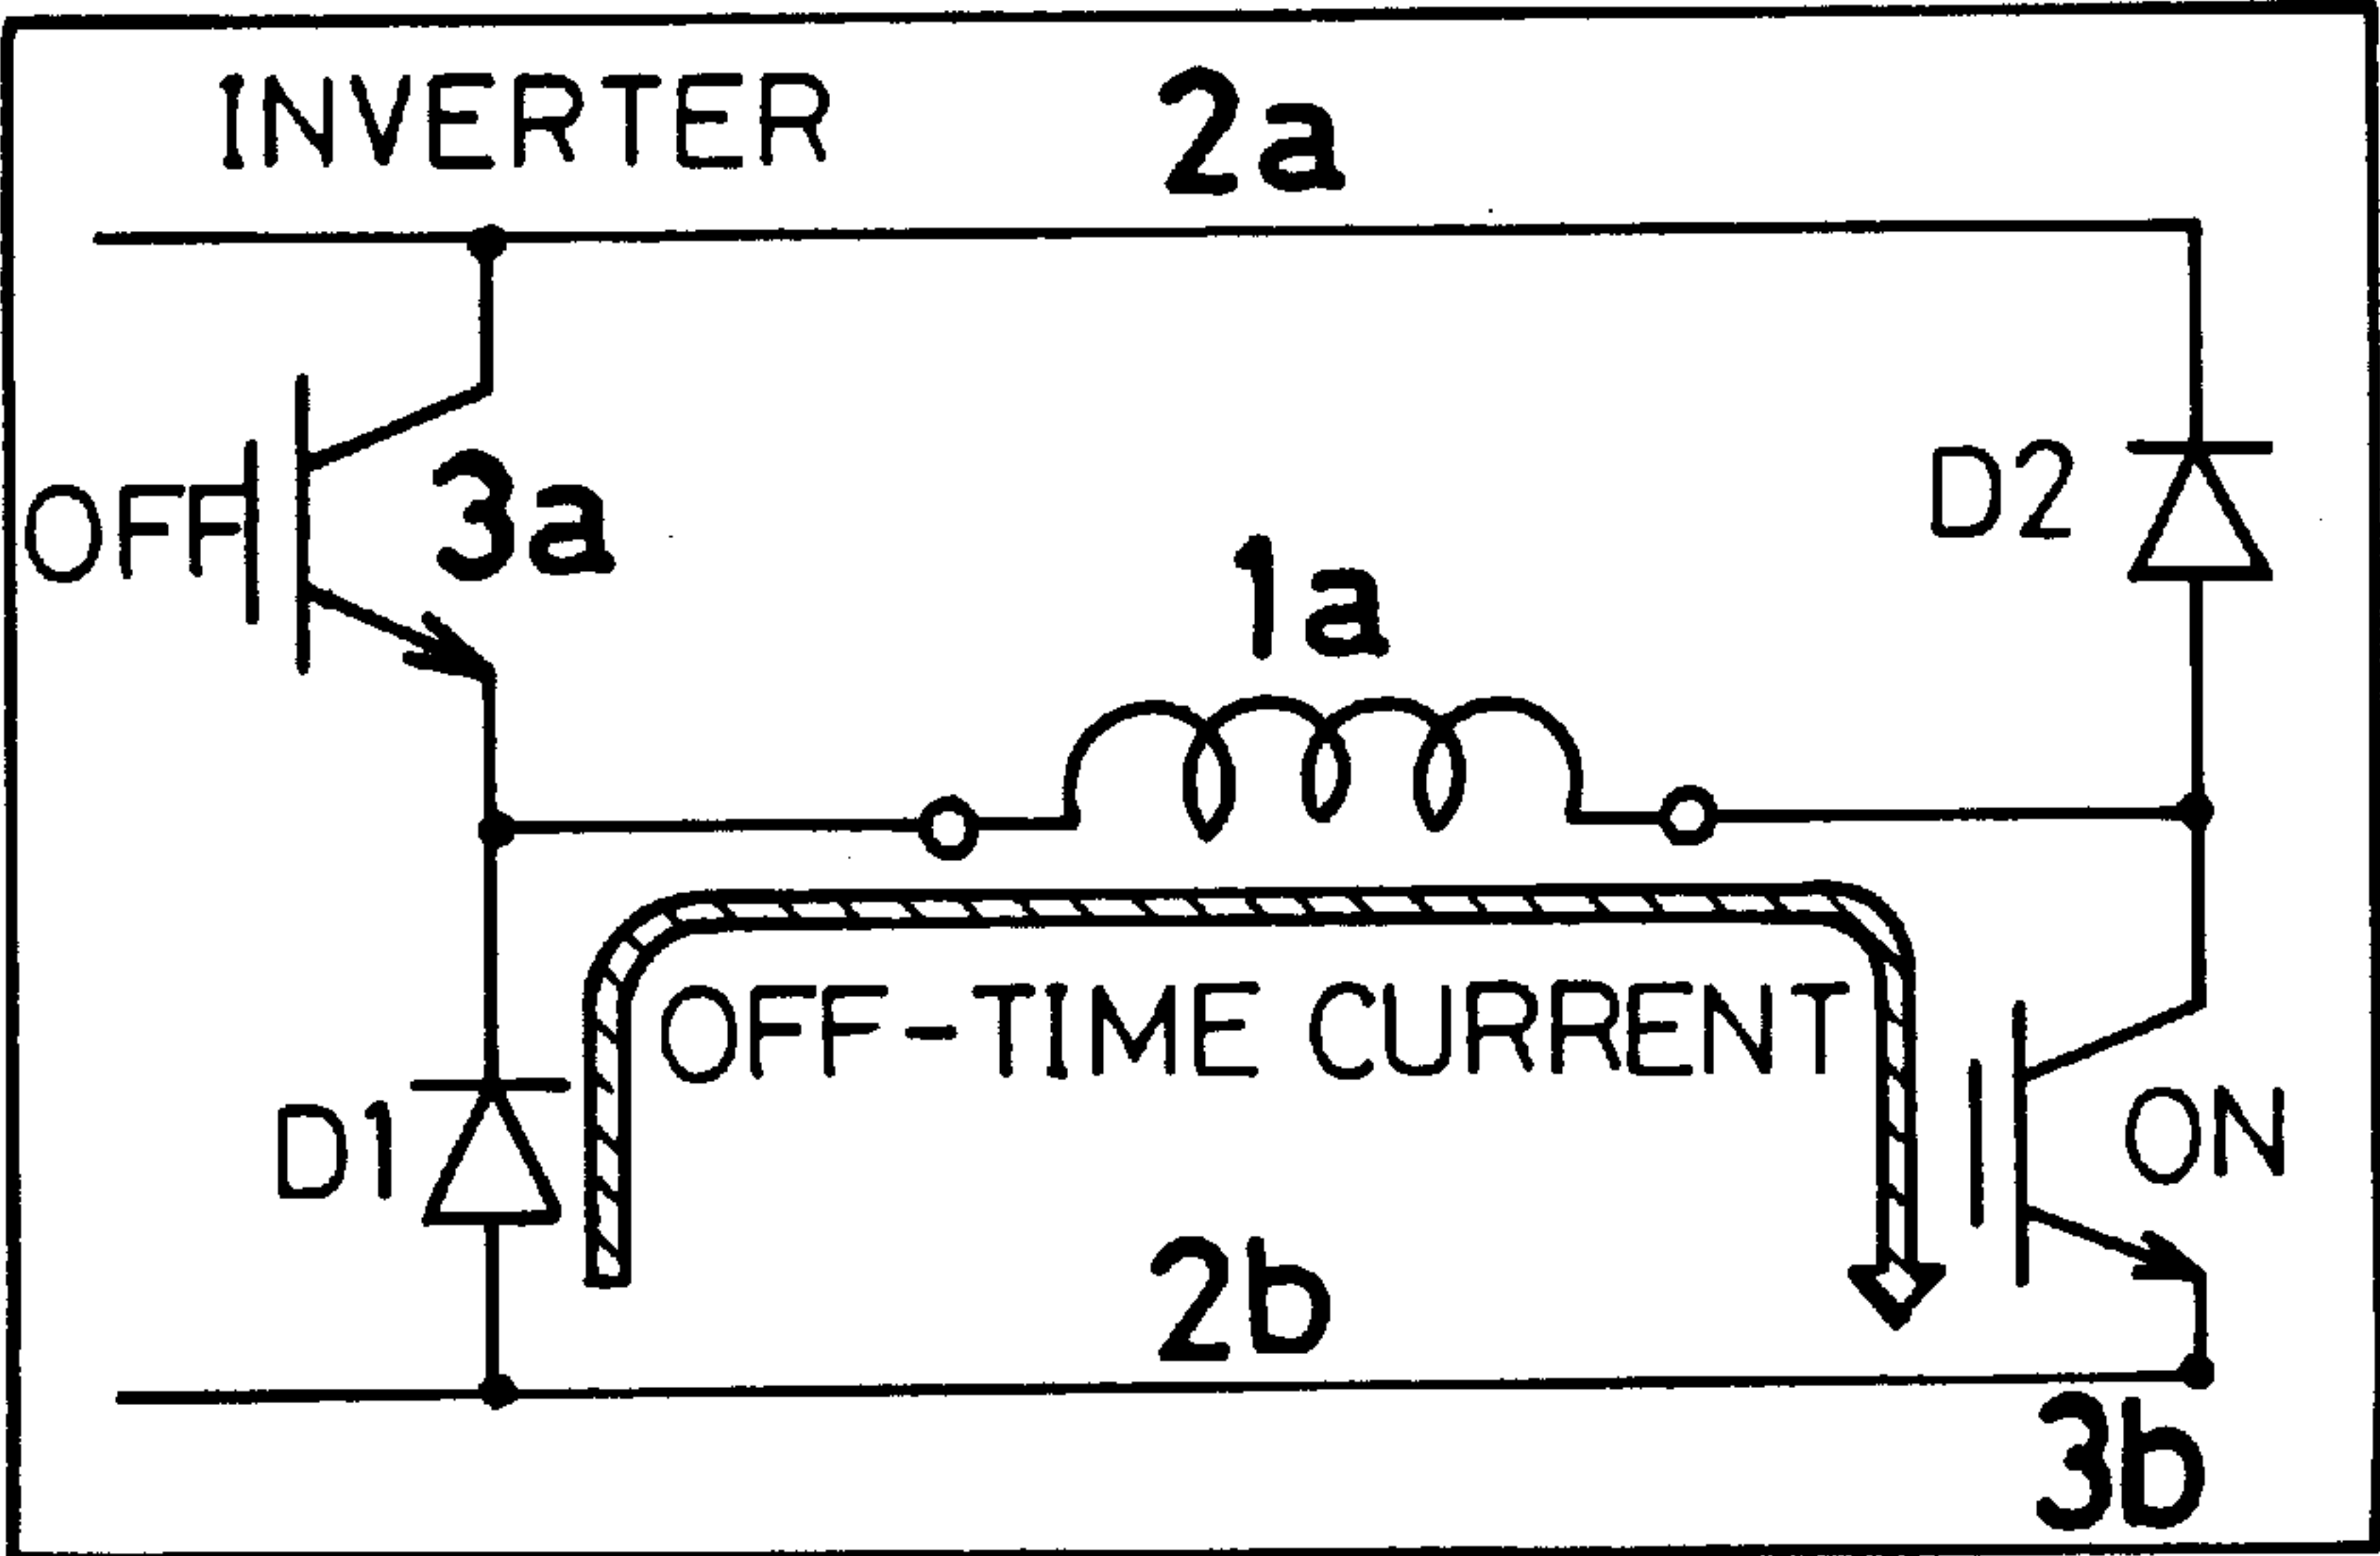 INVERTER
2a
OFF
3a
D2
1a
OFF-TIME CURRENT
D1
ON
2b
3b